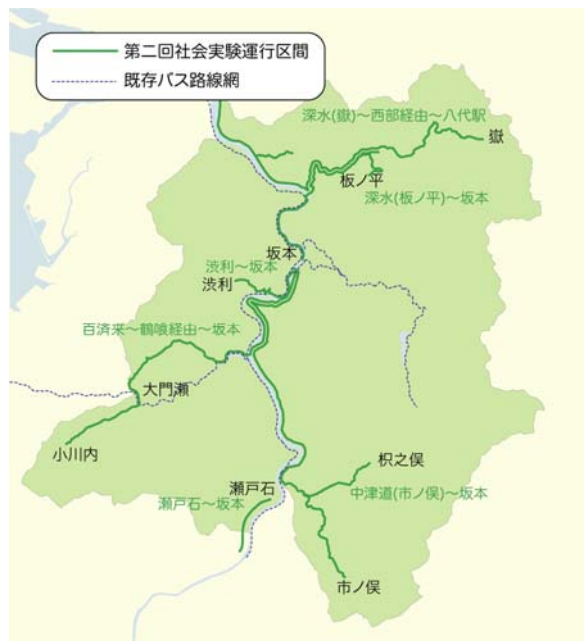 第二回社会実験運行区間
既存バス路線網
深水(嶽)～西部経由～八代駅
嶽
板ノ平
深水(板ノ平)～坂本
坂本
渋利～坂本
渋利
百済来～鶴喰経由～坂本
大門瀬
小川内
枳之俣
瀬戸石
中津道(市ノ俣)～坂本
瀬戸石～坂本
市ノ俣